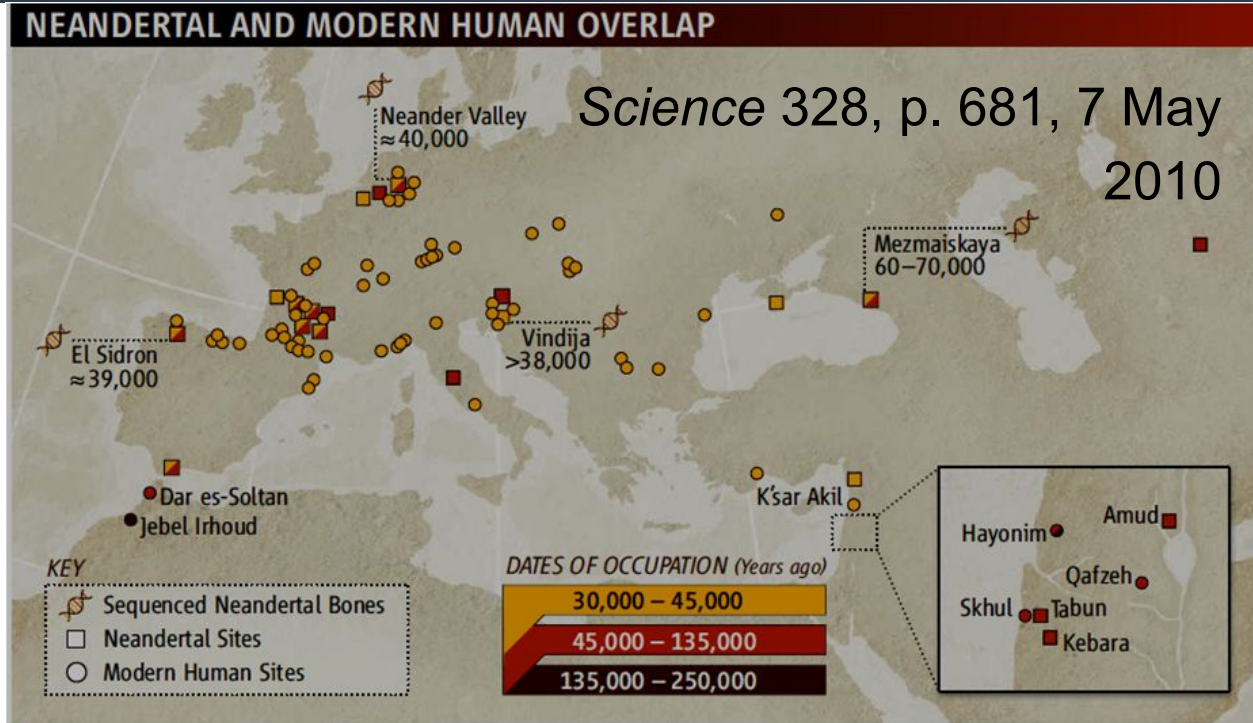 NEANDERTAL AND MODERN HUMAN OVERLAP
Science 328, p. 681, 7 May
2010
Neander Valley
≈ 40,000
Mezmaiskaya
60–70,000
El Sidron
≈ 39,000
Vindija
>38,000
Dar es-Soltan
Jebel Irhoud
K'sar Akil
Hayonim
Amud
Qafzeh
Skhul
Tabun
Kebara
KEY
Sequenced Neandertal Bones
Neandertal Sites
Modern Human Sites
DATES OF OCCUPATION (Years ago)
30,000 – 45,000
45,000 – 135,000
135,000 – 250,000